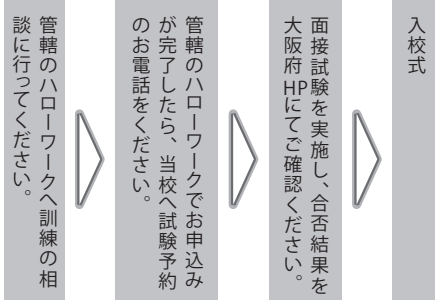 管轄のハローワークへ訓練の相
談に行ってください。
管轄のハローワークでお申込み
が完了したら、当校へ試験予約
のお電話をください。
面接試験を実施し、合否結果を
大阪府HPにてご確認ください。
入校式